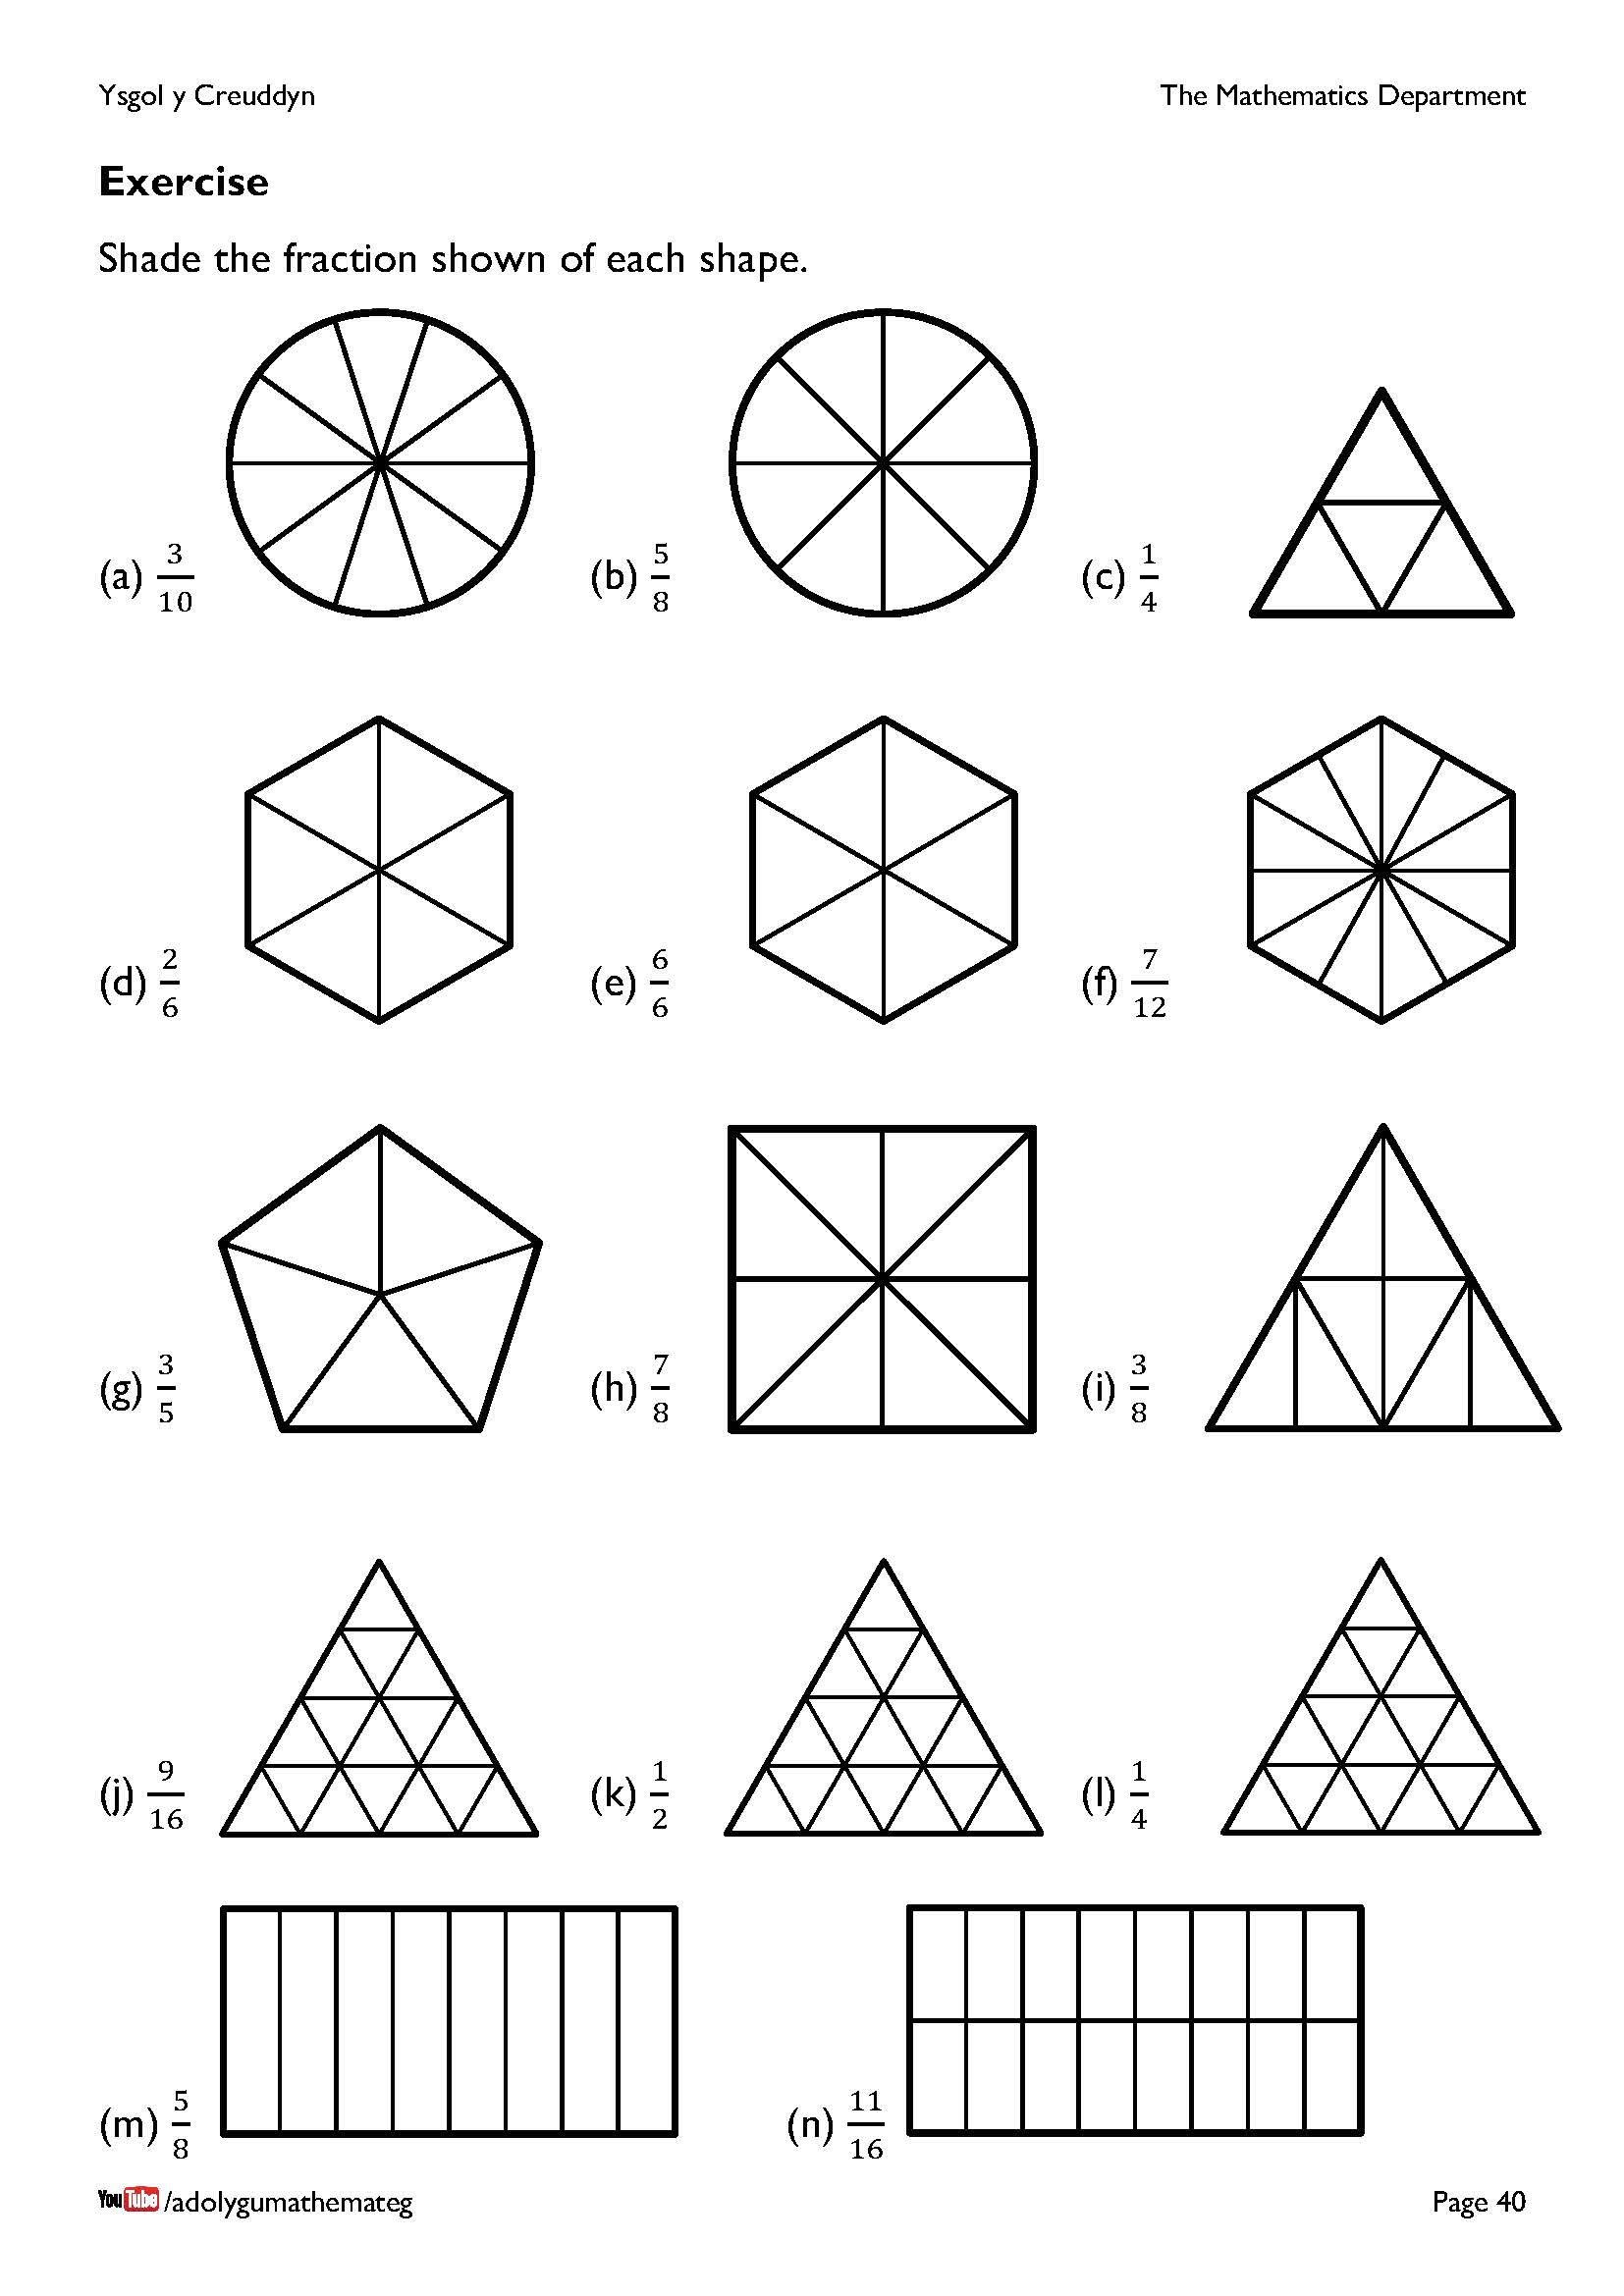 Ysgol y Creuddyn The Mathematics Department
Exercise
Shade the fraction shown of each shape.
(a) 3/10 (b) 5/8 (c) 1/4
(d) 2/6 (e) 6/6 (f) 7/12
(g) 3/5 (h) 7/8 (i) 3/8
(j) 9/16 (k) 1/2 (l) 1/4
(m) 5/8 (n) 11/16
YouTube /adolygumathemateg Page 40